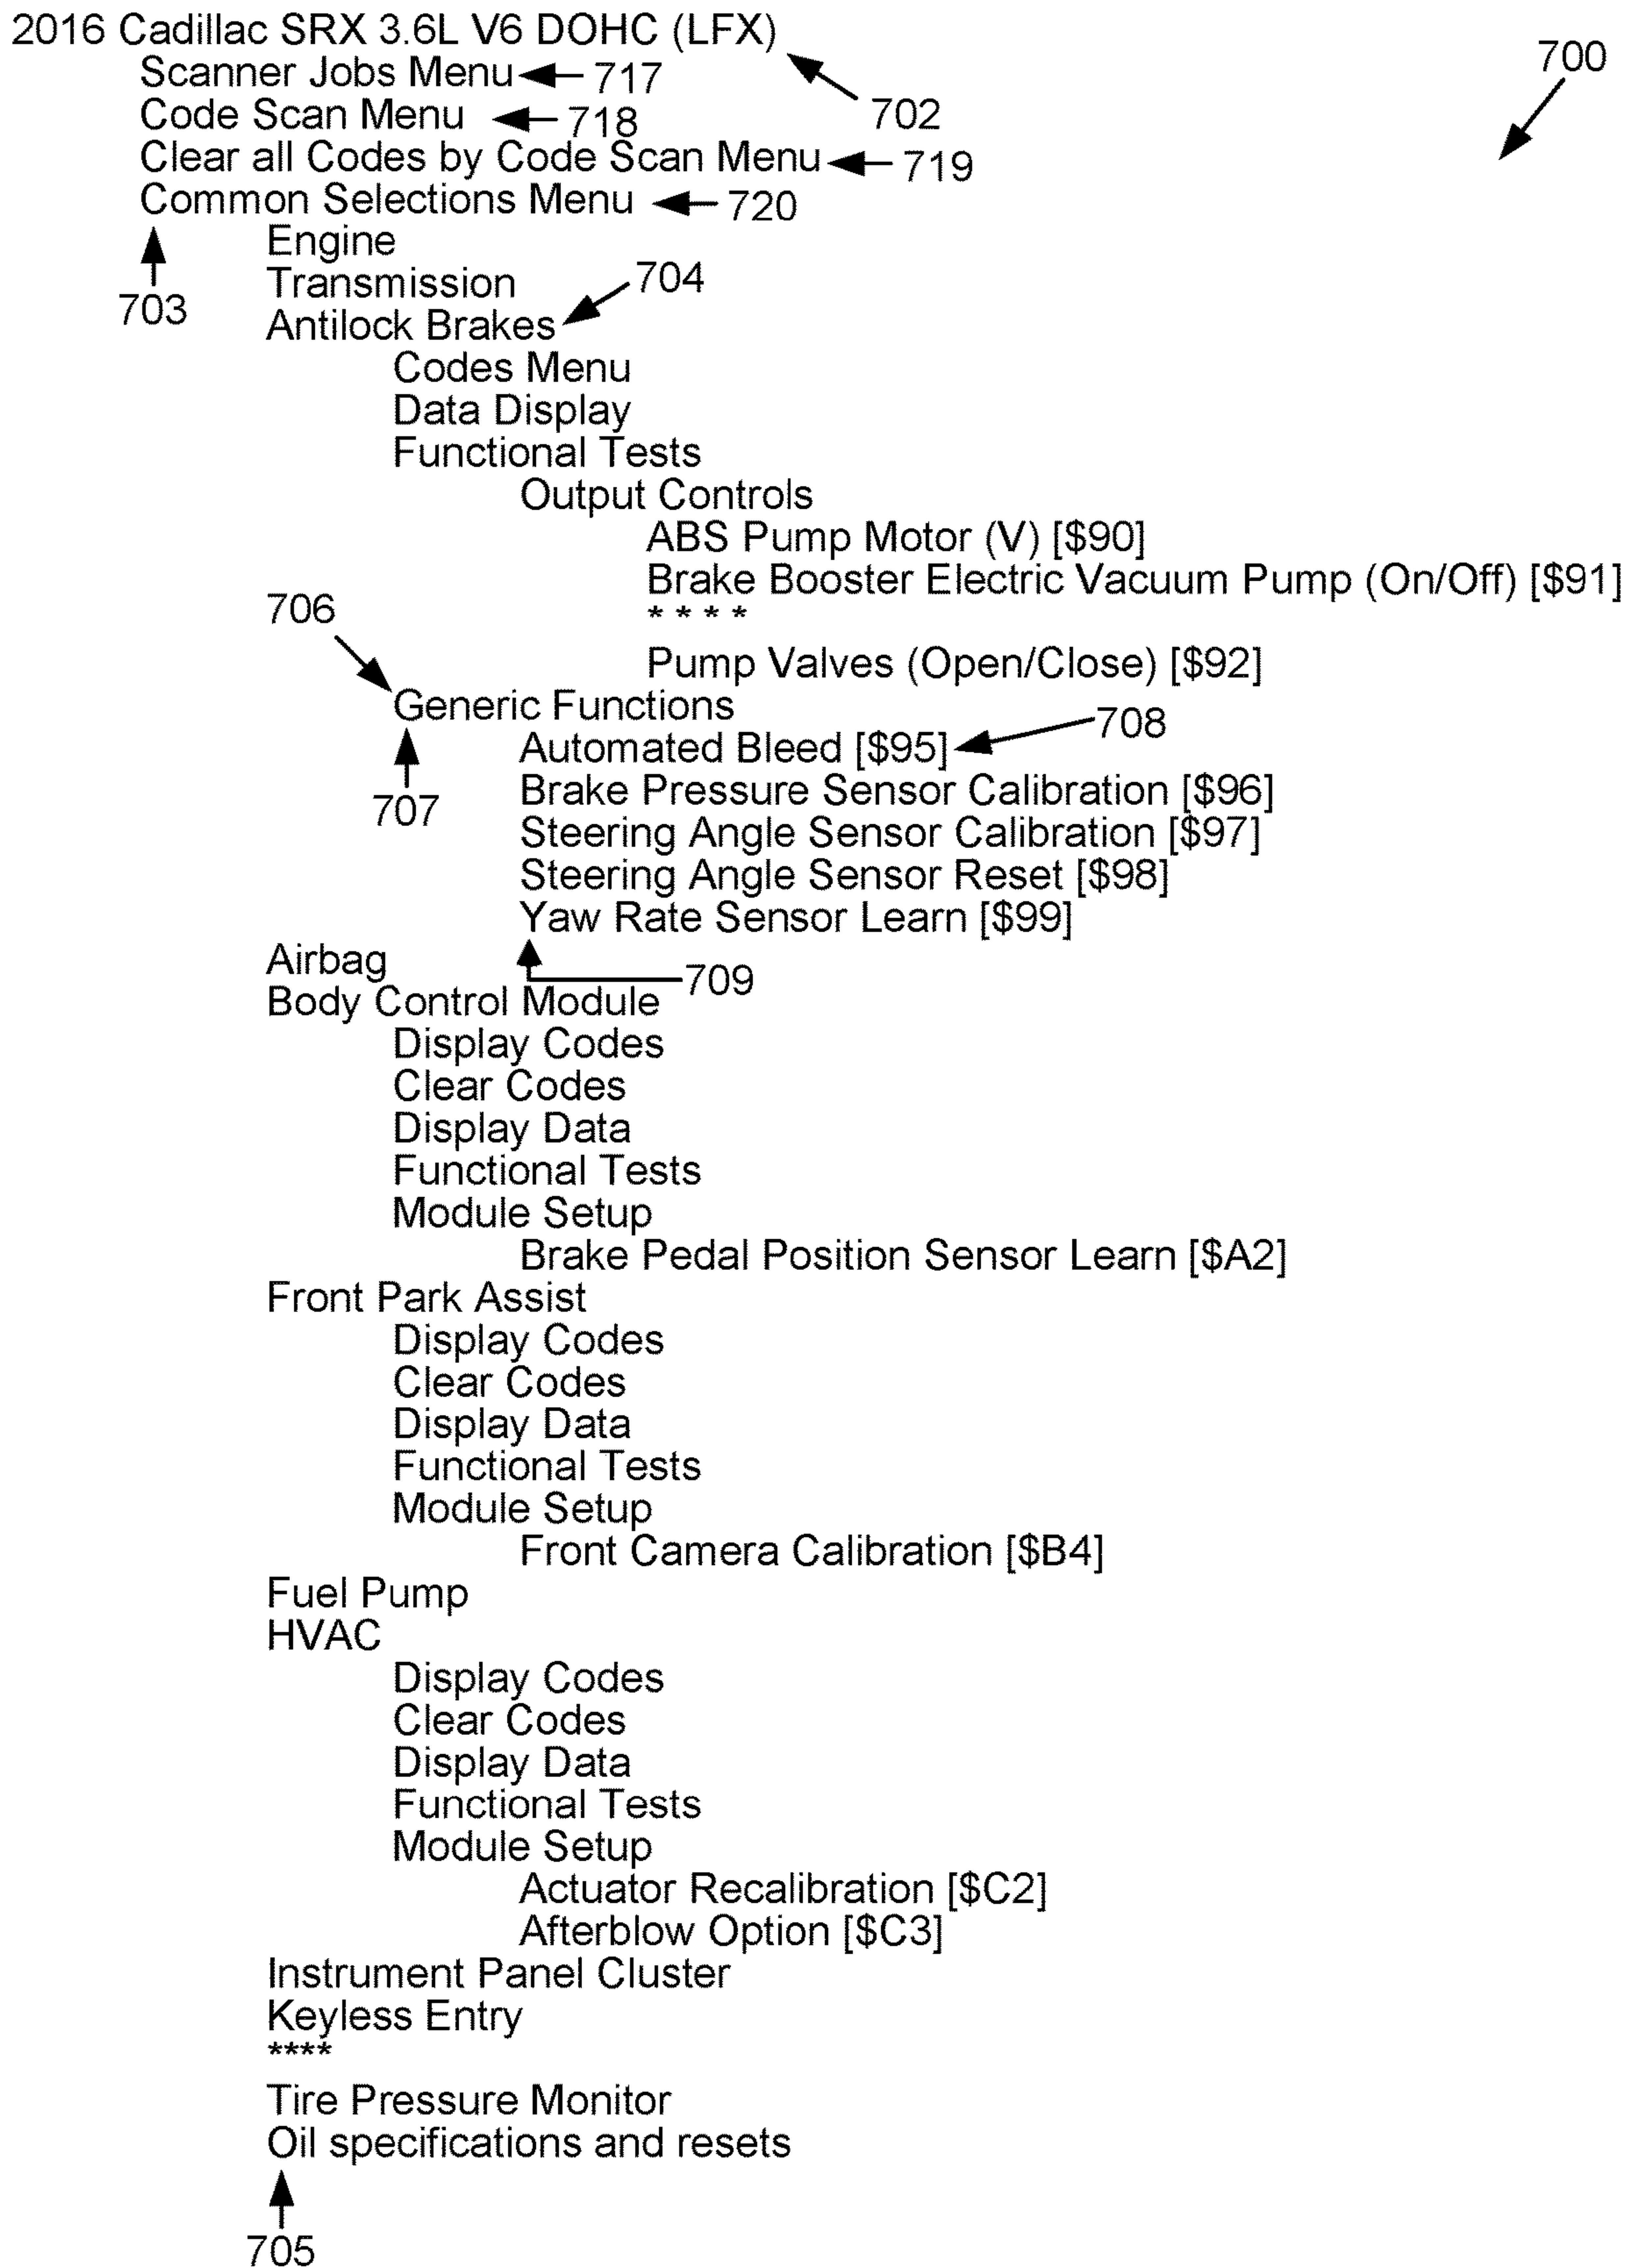 2016 Cadillac SRX 3.6L V6 DOHC (LFX)
700
Scanner Jobs Menu 717
Code Scan Menu 718 702
Clear all Codes by Code Scan Menu 719
Common Selections Menu 720
Engine
Transmission 704
703 Antilock Brakes
Codes Menu
Data Display
Functional Tests
Output Controls
ABS Pump Motor (V) [$90]
Brake Booster Electric Vacuum Pump (On/Off) [$91]
706 * * * *
Pump Valves (Open/Close) [$92]
Generic Functions
708
Automated Bleed [$95]
707 Brake Pressure Sensor Calibration [$96]
Steering Angle Sensor Calibration [$97]
Steering Angle Sensor Reset [$98]
Yaw Rate Sensor Learn [$99]
Airbag 709
Body Control Module
Display Codes
Clear Codes
Display Data
Functional Tests
Module Setup
Brake Pedal Position Sensor Learn [$A2]
Front Park Assist
Display Codes
Clear Codes
Display Data
Functional Tests
Module Setup
Front Camera Calibration [$B4]
Fuel Pump
HVAC
Display Codes
Clear Codes
Display Data
Functional Tests
Module Setup
Actuator Recalibration [$C2]
Afterblow Option [$C3]
Instrument Panel Cluster
Keyless Entry
****
Tire Pressure Monitor
Oil specifications and resets
705